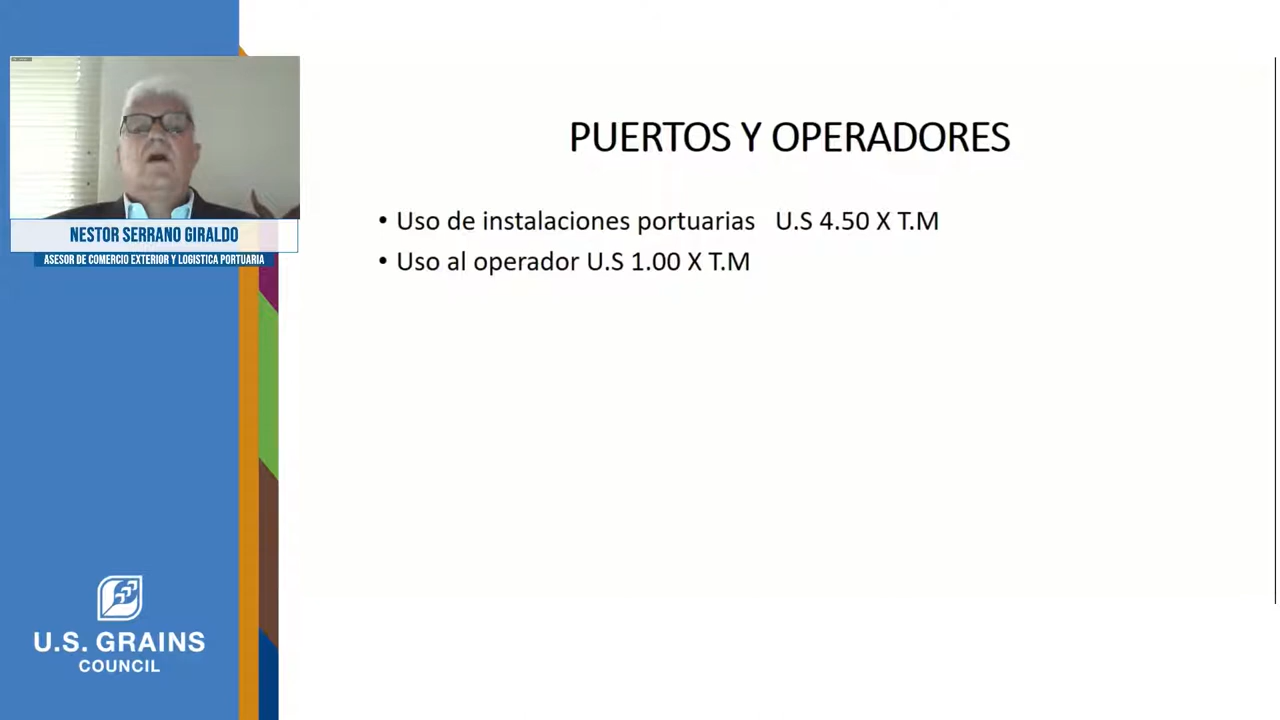 PUERTOS Y OPERADORES
• Uso de instalaciones portuarias U.S 4.50 X T.M
• Uso al operador U.S 1.00 X T.M
NESTOR SERRANO GIRALDO
ASESOR DE COMERCIO EXTERIOR Y LOGISTICA PORTUARIA
U.S. GRAINS
COUNCIL